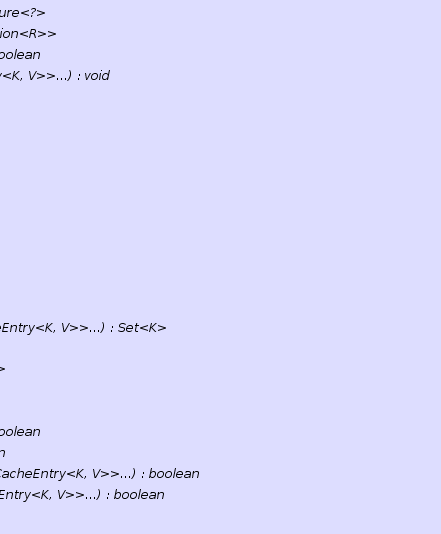 ure<?>
ion<R>>
oolean
y<K, V>>...) : void
eEntry<K, V>>...) : Set<K>
>
oolean
n
CacheEntry<K, V>>...) : boolean
Entry<K, V>>...) : boolean